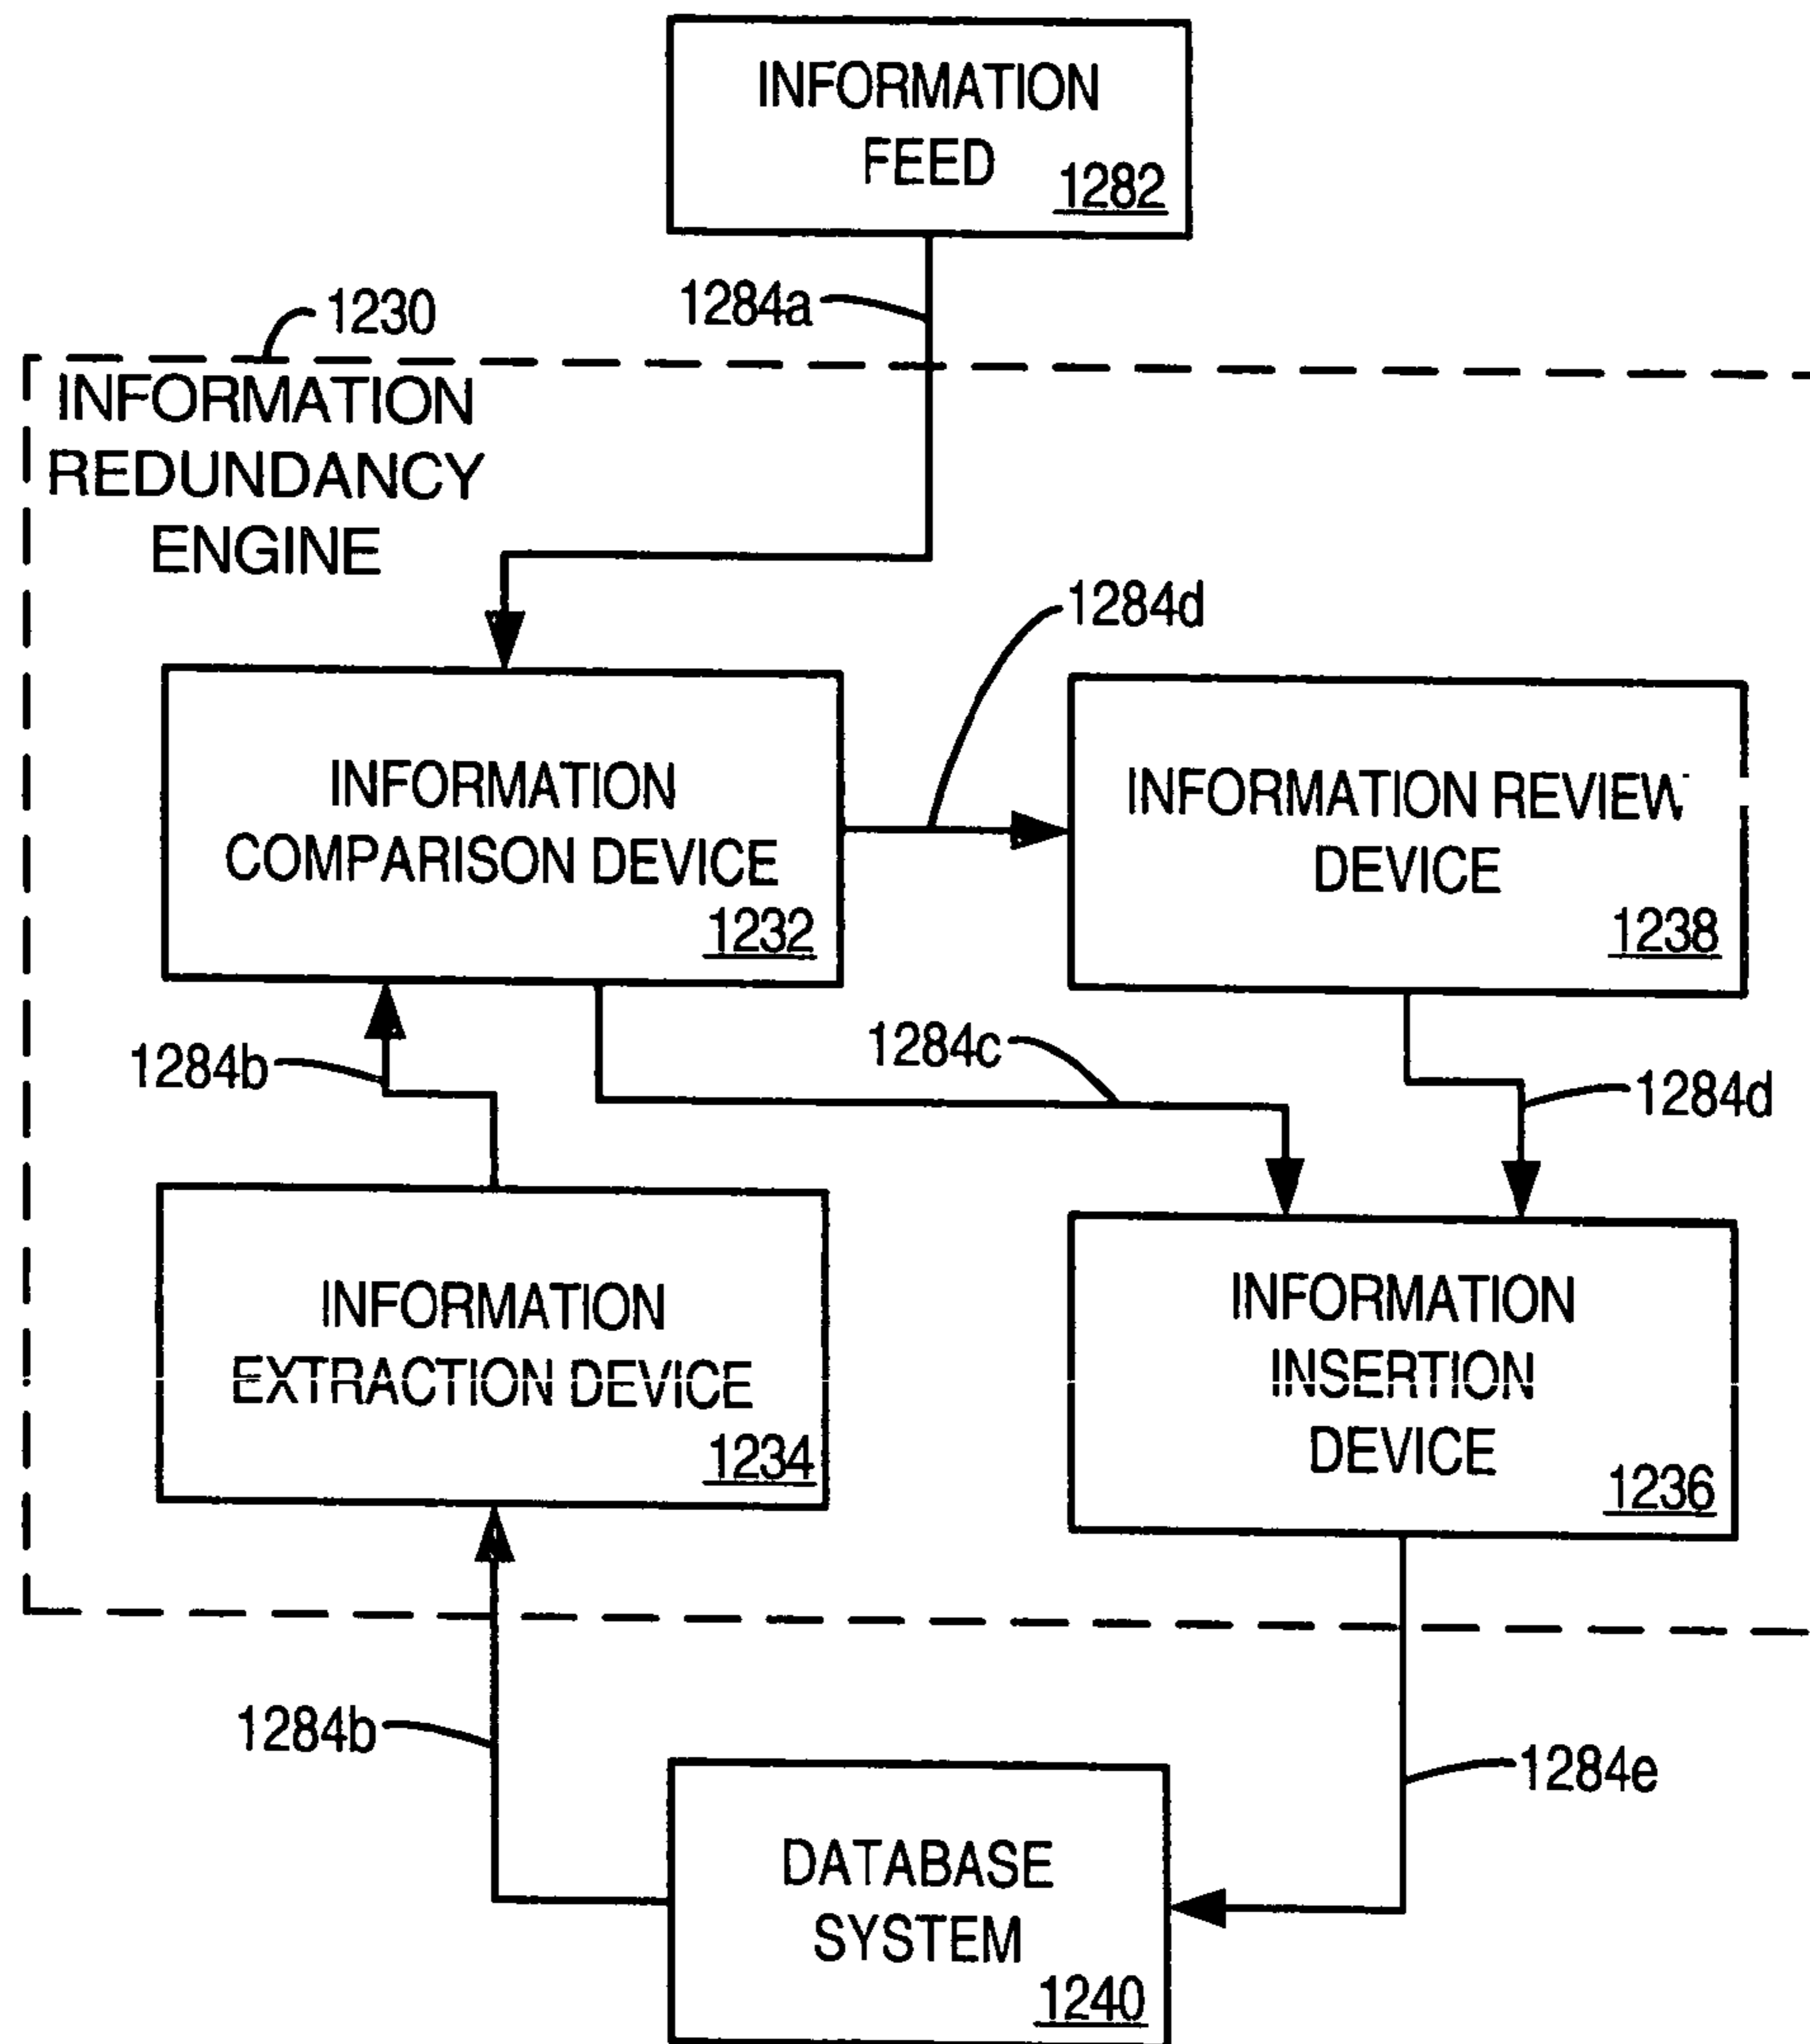 INFORMATION
FEED
1282
1284a
1230
INFORMATION
REDUNDANCY
ENGINE
1284d
INFORMATION
COMPARISON DEVICE
1232
INFORMATION REVIEW
DEVICE
1238
1284b
1284c
1284d
INFORMATION
EXTRACTION DEVICE
1234
INFORMATION
INSERTION
DEVICE
1236
1284b
1284e
DATABASE
SYSTEM
1240